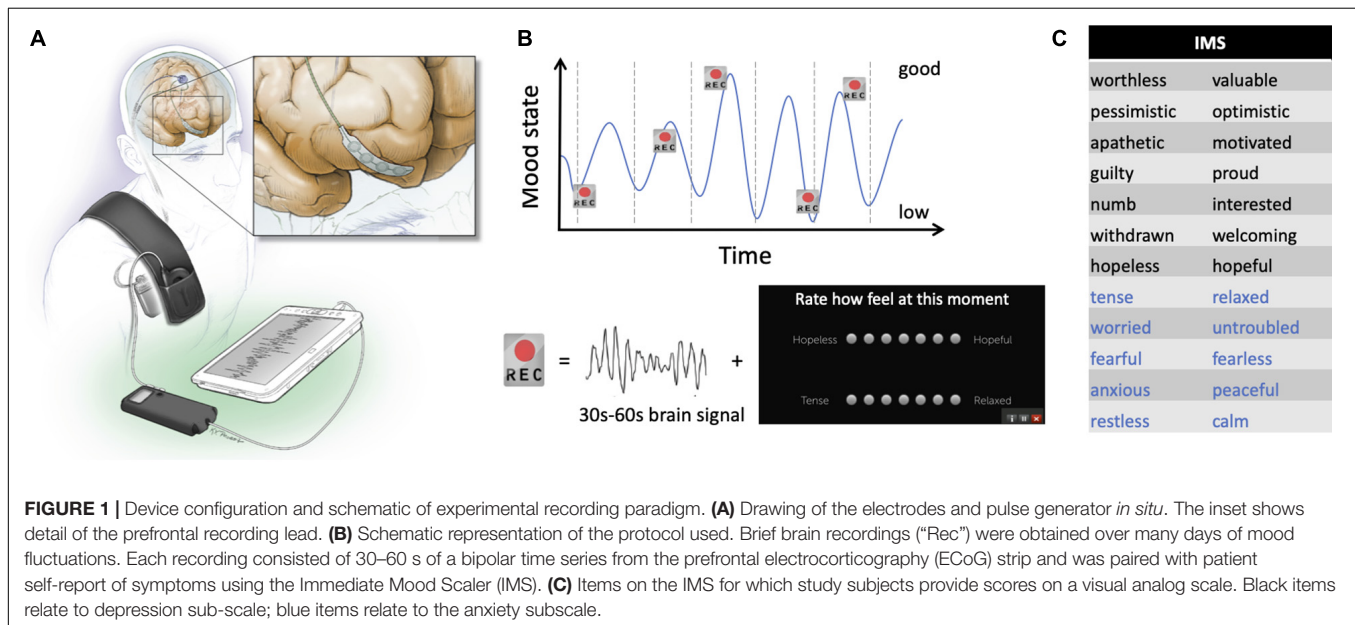 A
B
C
Mood state
good
REC
REC
REC
REC
REC
low
Time
REC
=
+
30s-60s brain signal
Rate how feel at this moment
Hopeless Hopeful
Tense Relaxed
IMS
worthless valuable
pessimistic optimistic
apathetic motivated
guilty proud
numb interested
withdrawn welcoming
hopeless hopeful
tense relaxed
worried untroubled
fearful fearless
anxious peaceful
restless calm
FIGURE 1 | Device configuration and schematic of experimental recording paradigm. (A) Drawing of the electrodes and pulse generator in situ. The inset shows
detail of the prefrontal recording lead. (B) Schematic representation of the protocol used. Brief brain recordings (“Rec”) were obtained over many days of mood
fluctuations. Each recording consisted of 30–60 s of a bipolar time series from the prefrontal electrocorticography (ECoG) strip and was paired with patient
self-report of symptoms using the Immediate Mood Scaler (IMS). (C) Items on the IMS for which study subjects provide scores on a visual analog scale. Black items
relate to depression sub-scale; blue items relate to the anxiety subscale.